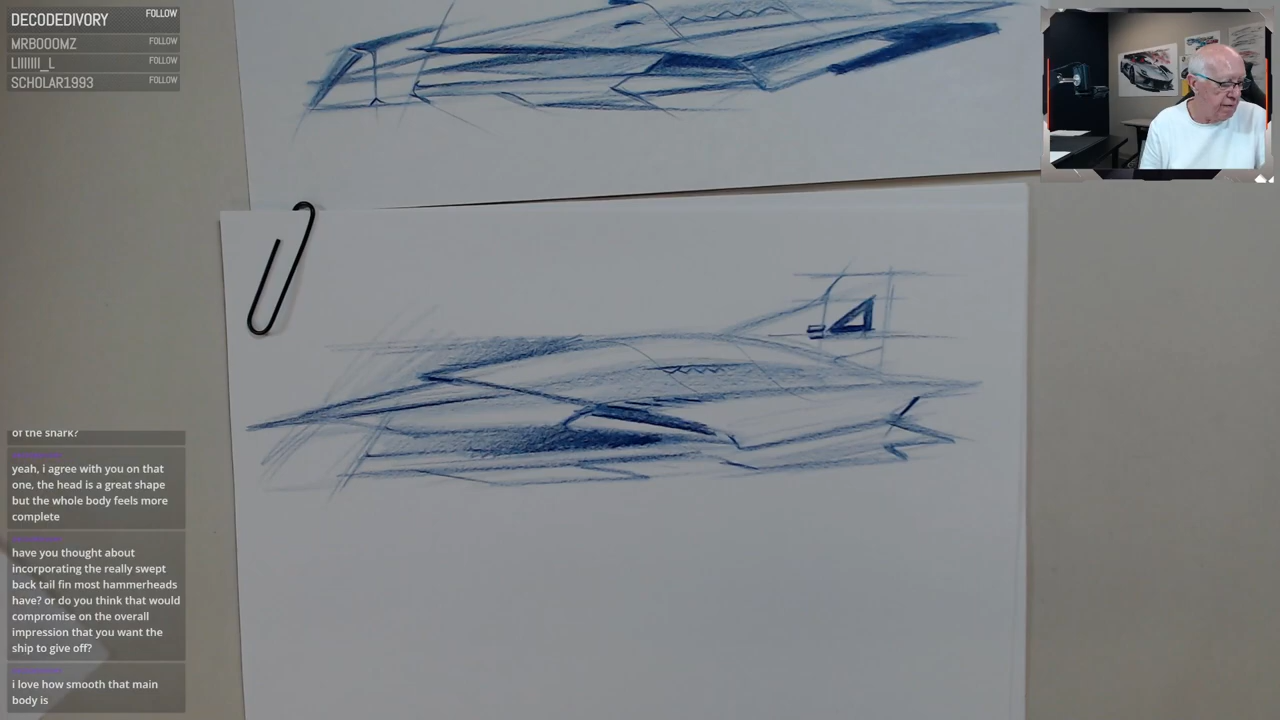 DECODEDIVORY FOLLOW
MRBOOOMZ FOLLOW
LIIIIIII_L FOLLOW
SCHOLAR1993 FOLLOW
4
of the shark?
yeah, i agree with you on that
one, the head is a great shape
but the whole body feels more
complete
have you thought about
incorporating the really swept
back tail fin most hammerheads
have? or do you think that would
compromise on the overall
impression that you want the
ship to give off?
i love how smooth that main
body is